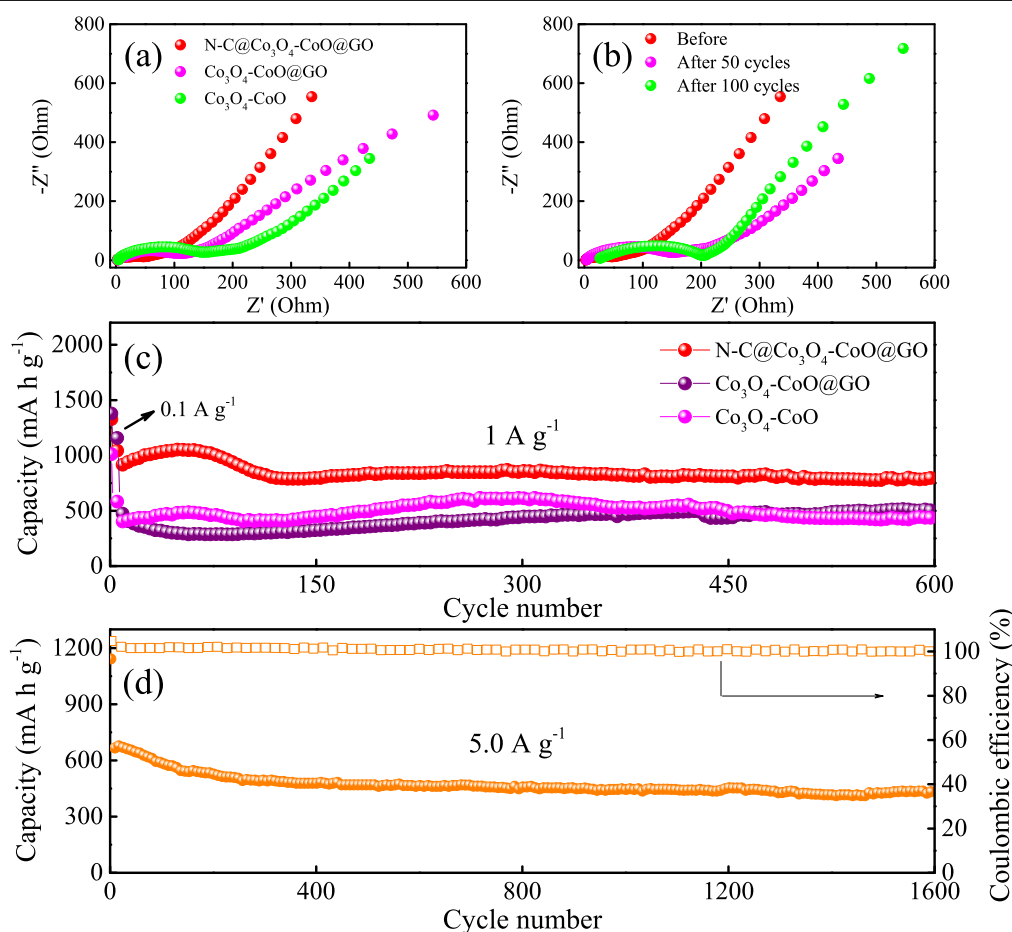 (a)
N-C@Co₃O₄-CoO@GO
Co₃O₄-CoO@GO
Co₃O₄-CoO
800
600
400
200
0
-Z'' (Ohm)
0 100 200 300 400 500 600
Z' (Ohm)
(b)
Before
After 50 cycles
After 100 cycles
800
600
400
200
0
-Z'' (Ohm)
0 100 200 300 400 500 600
Z' (Ohm)
(c)
N-C@Co₃O₄-CoO@GO
Co₃O₄-CoO@GO
Co₃O₄-CoO
0.1 A g⁻¹
1 A g⁻¹
2000
1500
1000
500
0
Capacity (mA h g⁻¹)
0 150 300 450 600
Cycle number
(d)
5.0 A g⁻¹
1200
900
600
300
0
Capacity (mA h g⁻¹)
100
80
60
40
20
0
Coulombic efficiency (%)
0 400 800 1200 1600
Cycle number